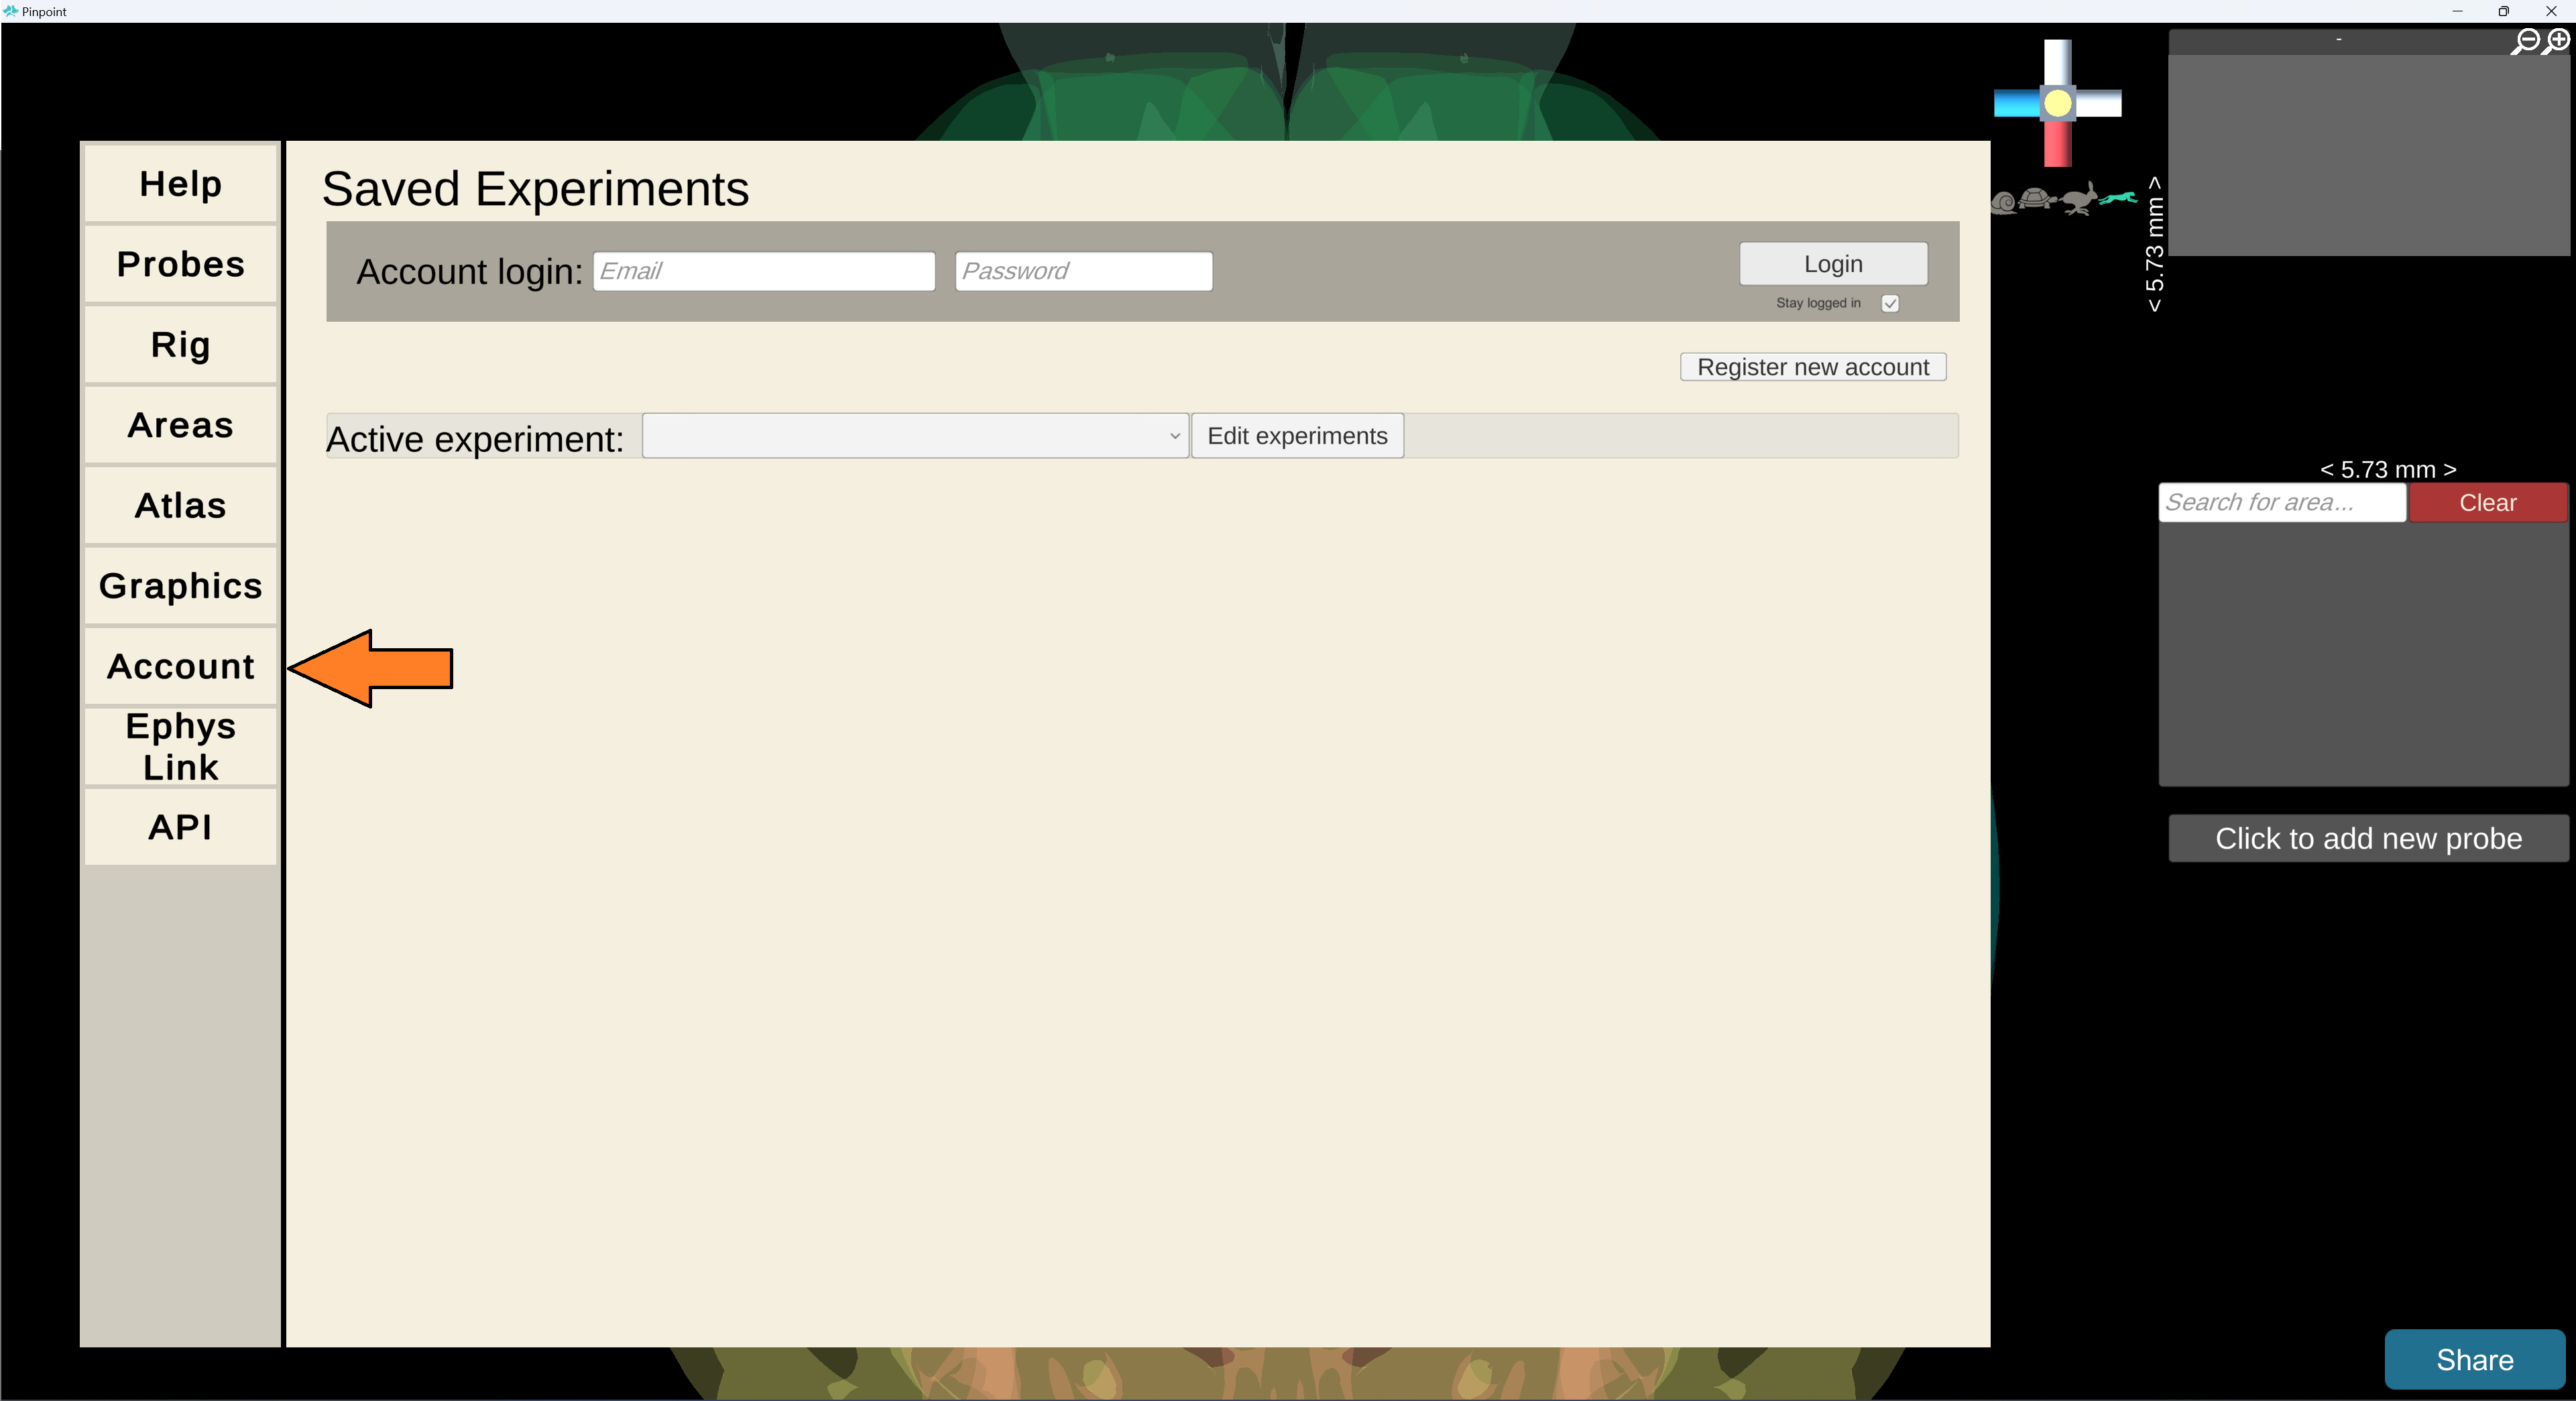 Pinpoint
-
Help
Probes
Rig
Areas
Atlas
Graphics
Account
Ephys
Link
API
Saved Experiments
Account login: Email Password Login
Stay logged in
Register new account
Active experiment: Edit experiments
< 5.73 mm >
< 5.73 mm >
Search for area... Clear
Click to add new probe
Share